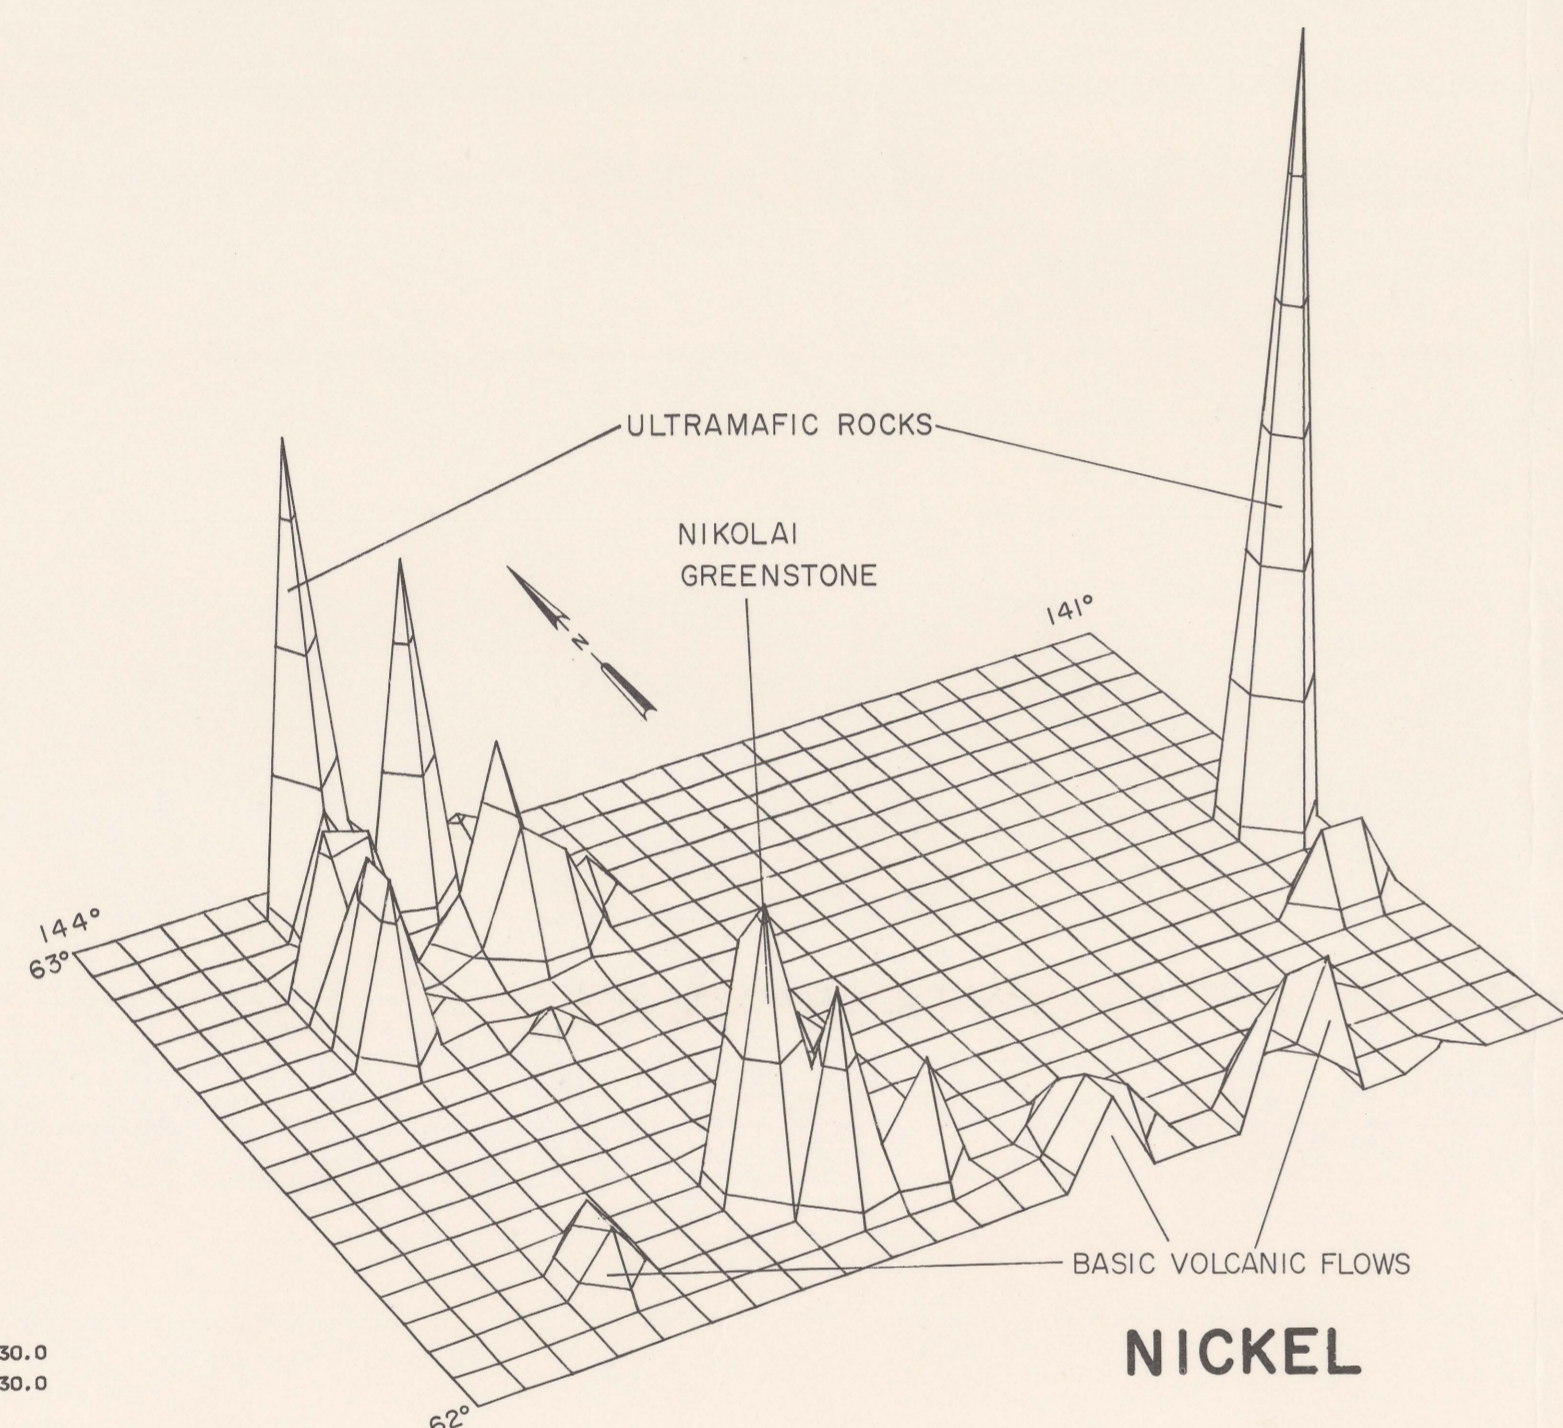 ULTRAMAFIC ROCKS
NIKOLAI
GREENSTONE
141°
N
144°
63°
BASIC VOLCANIC FLOWS
NICKEL
30.0
30.0
62°